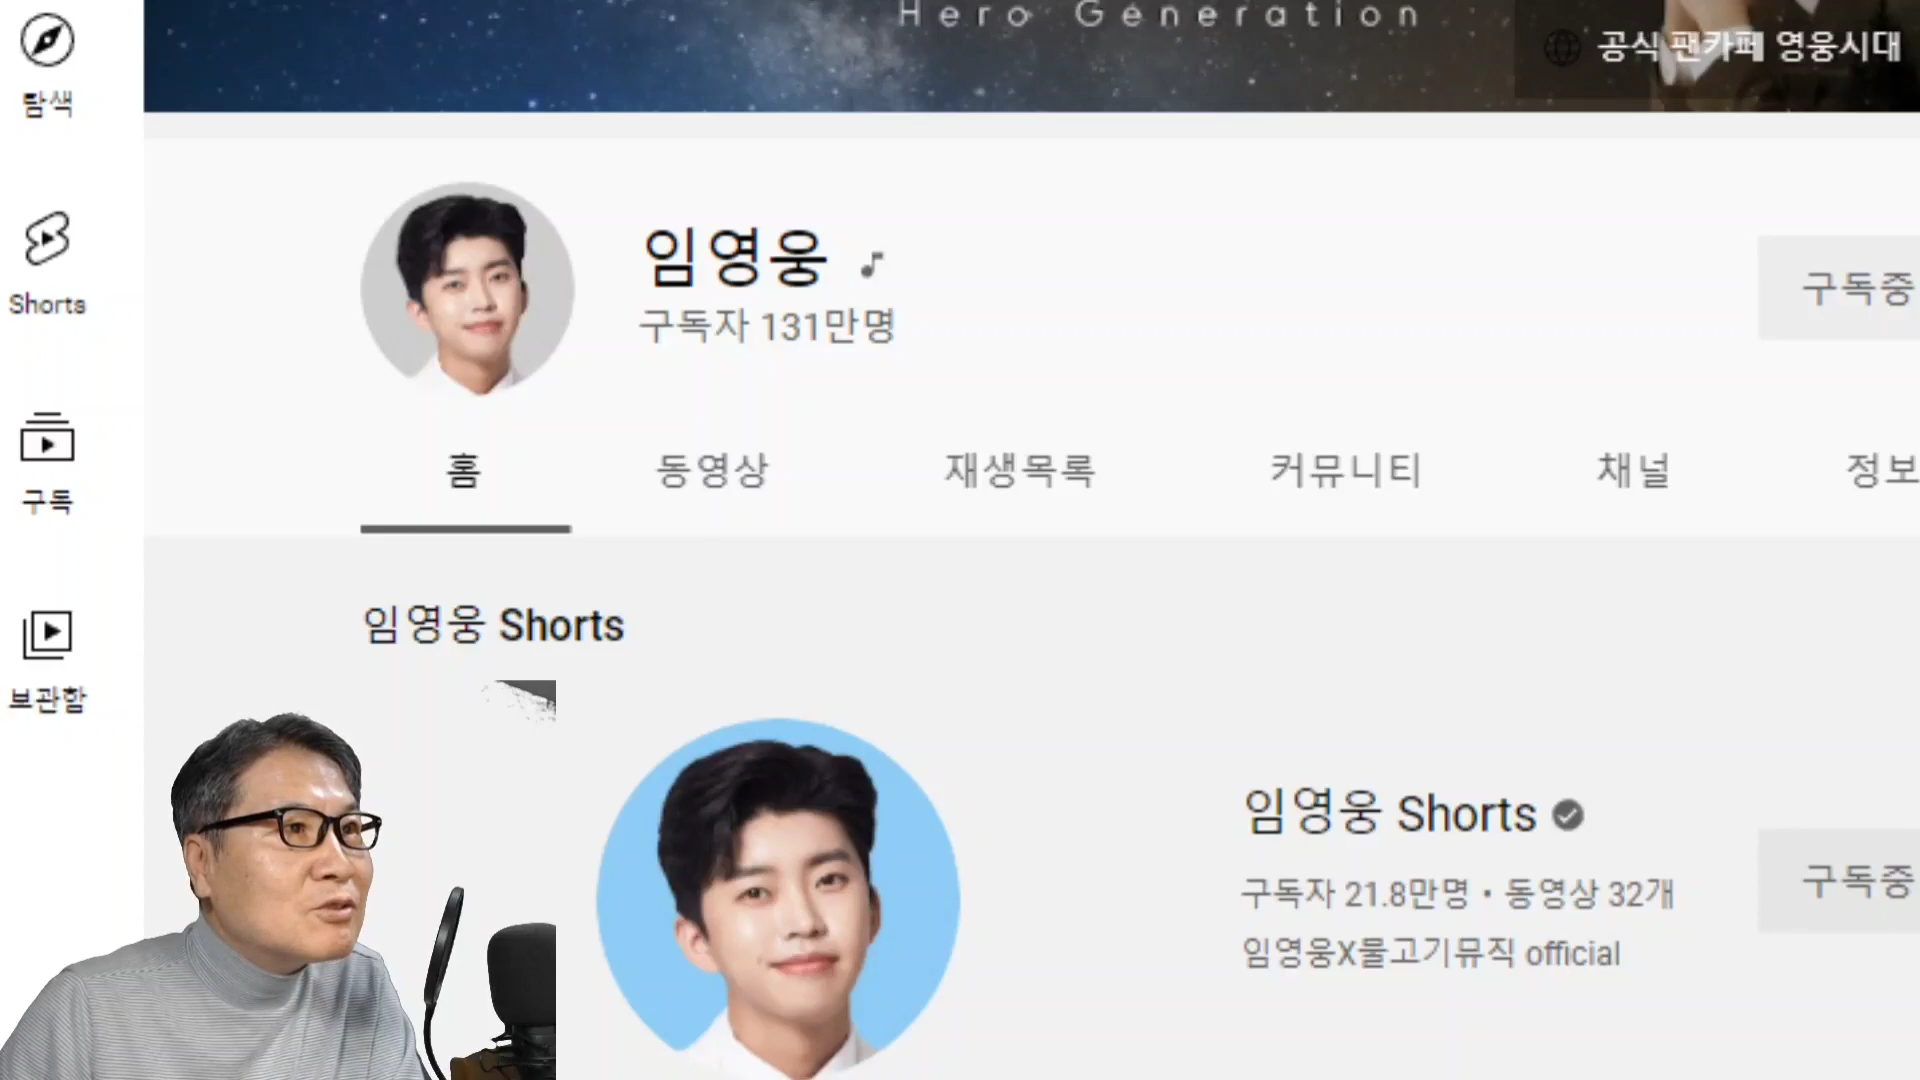 Hero Generation
공식 팬카페 영웅시대
탐색
Shorts
구독
보관함
임영웅
구독자 131만명
구독중
홈
동영상
재생목록
커뮤니티
채널
정보
임영웅 Shorts
임영웅 Shorts
구독자 21.8만명 • 동영상 32개
임영웅X물고기뮤직 official
구독중